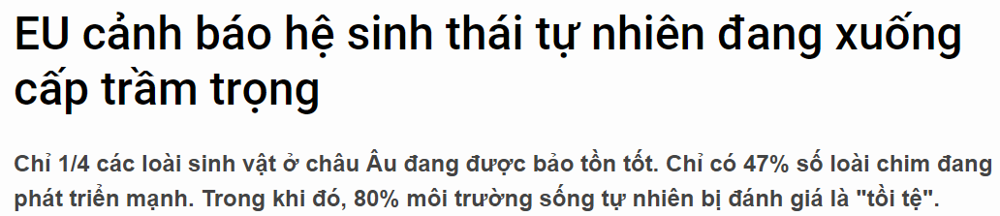 EU cảnh báo hệ sinh thái tự nhiên đang xuống
cấp trầm trọng
Chỉ 1/4 các loài sinh vật ở châu Âu đang được bảo tồn tốt. Chỉ có 47% số loài chim đang
phát triển mạnh. Trong khi đó, 80% môi trường sống tự nhiên bị đánh giá là "tồi tệ".